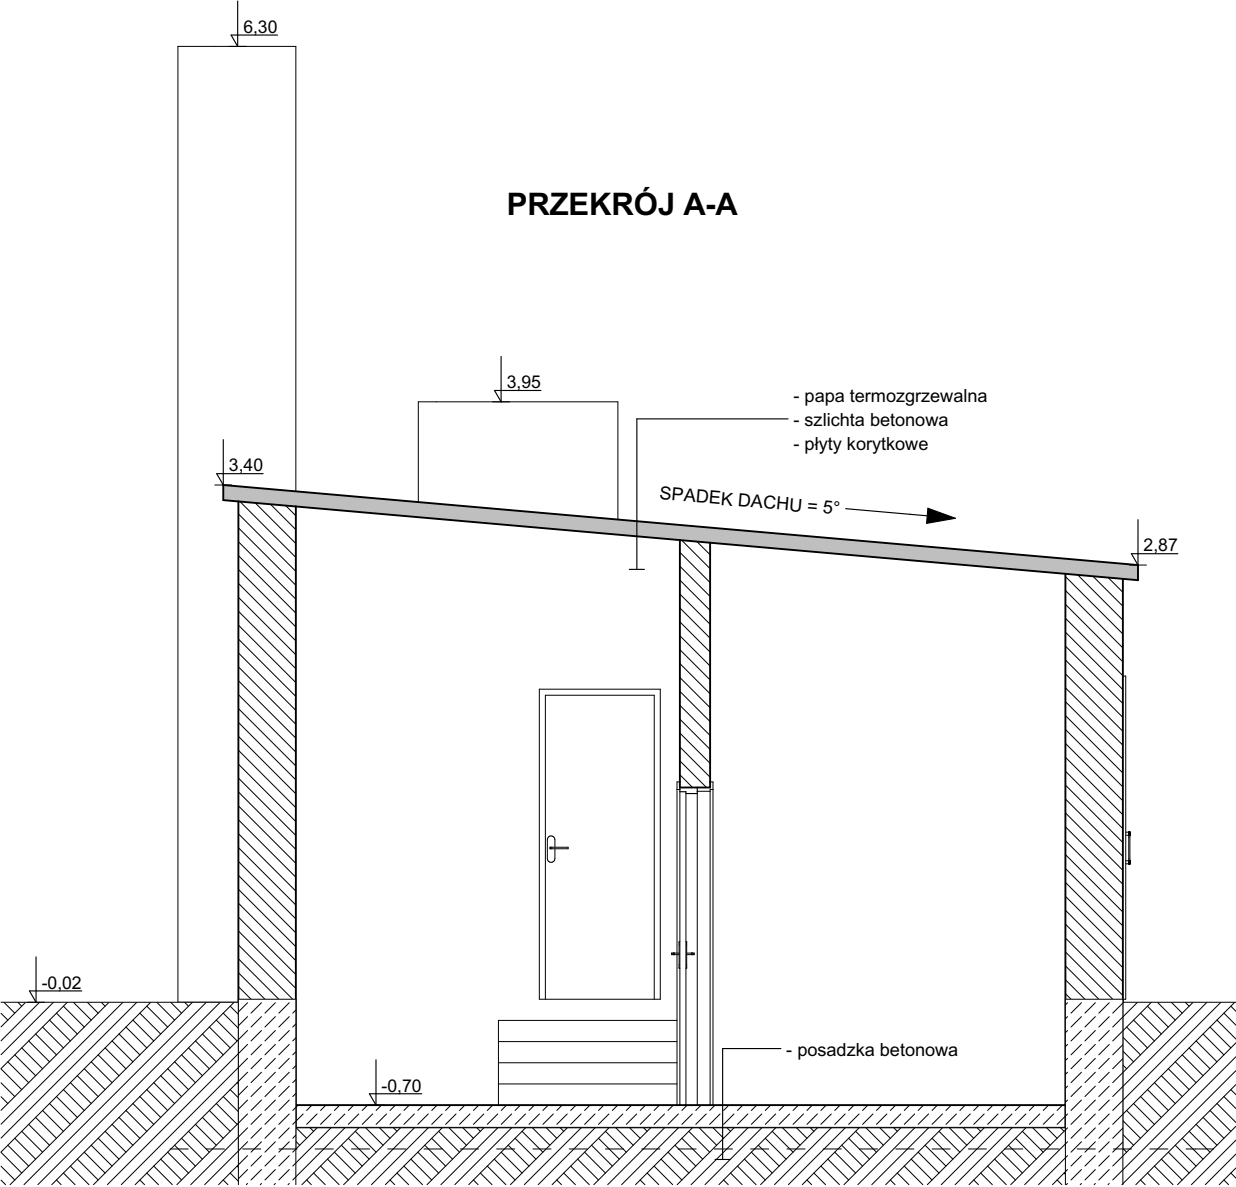 6,30
PRZEKRÓJ A-A
3,95
- papa termozgrzewalna
- szlichta betonowa
- płyty korytkowe
3,40
SPADEK DACHU = 5°
2,87
-0,02
- posadzka betonowa
-0,70